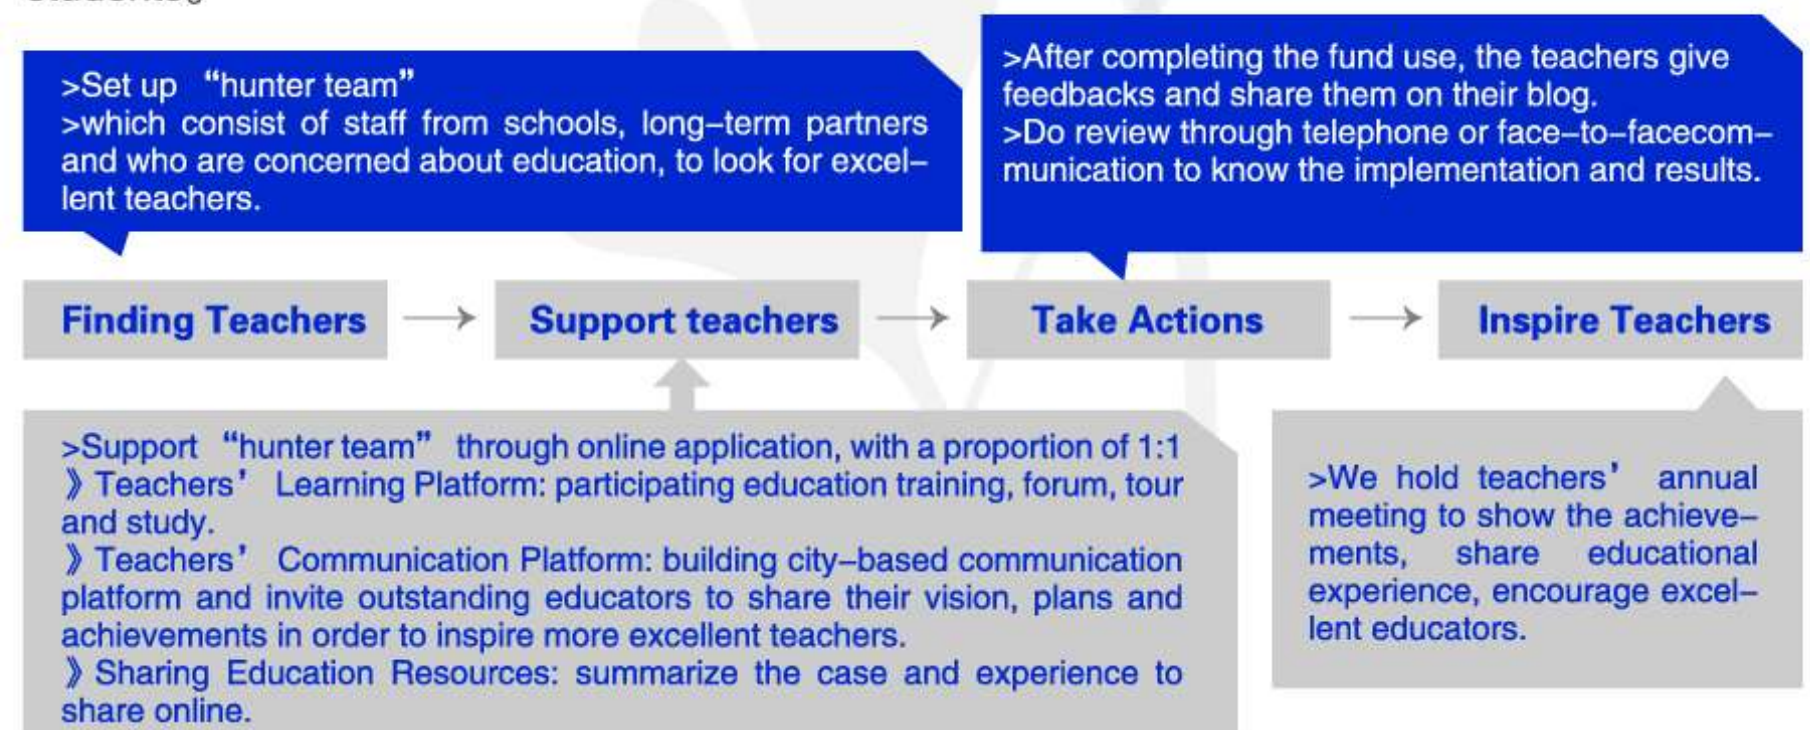 >Set up “hunter team”
>which consist of staff from schools, long–term partners
and who are concerned about education, to look for excel–
lent teachers.
>After completing the fund use, the teachers give
feedbacks and share them on their blog.
>Do review through telephone or face–to–facecom–
munication to know the implementation and results.
Finding Teachers
Support teachers
Take Actions
Inspire Teachers
>Support “hunter team” through online application, with a proportion of 1:1
》Teachers’ Learning Platform: participating education training, forum, tour
and study.
》Teachers’ Communication Platform: building city–based communication
platform and invite outstanding educators to share their vision, plans and
achievements in order to inspire more excellent teachers.
》Sharing Education Resources: summarize the case and experience to
share online.
>We hold teachers’ annual
meeting to show the achieve–
ments, share educational
experience, encourage excel–
lent educators.